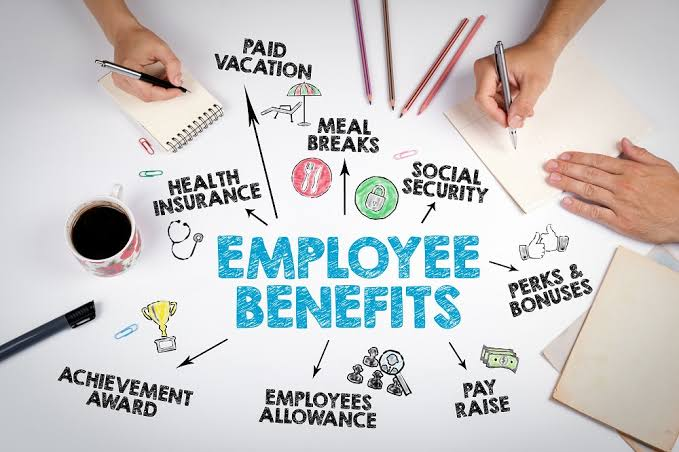 PAID
VACATION
MEAL
BREAKS
HEALTH
INSURANCE
SOCIAL
SECURITY
EMPLOYEE
BENEFITS
PERKS &
BONUSES
ACHIEVEMENT
AWARD
EMPLOYEES
ALLOWANCE
PAY
RAISE